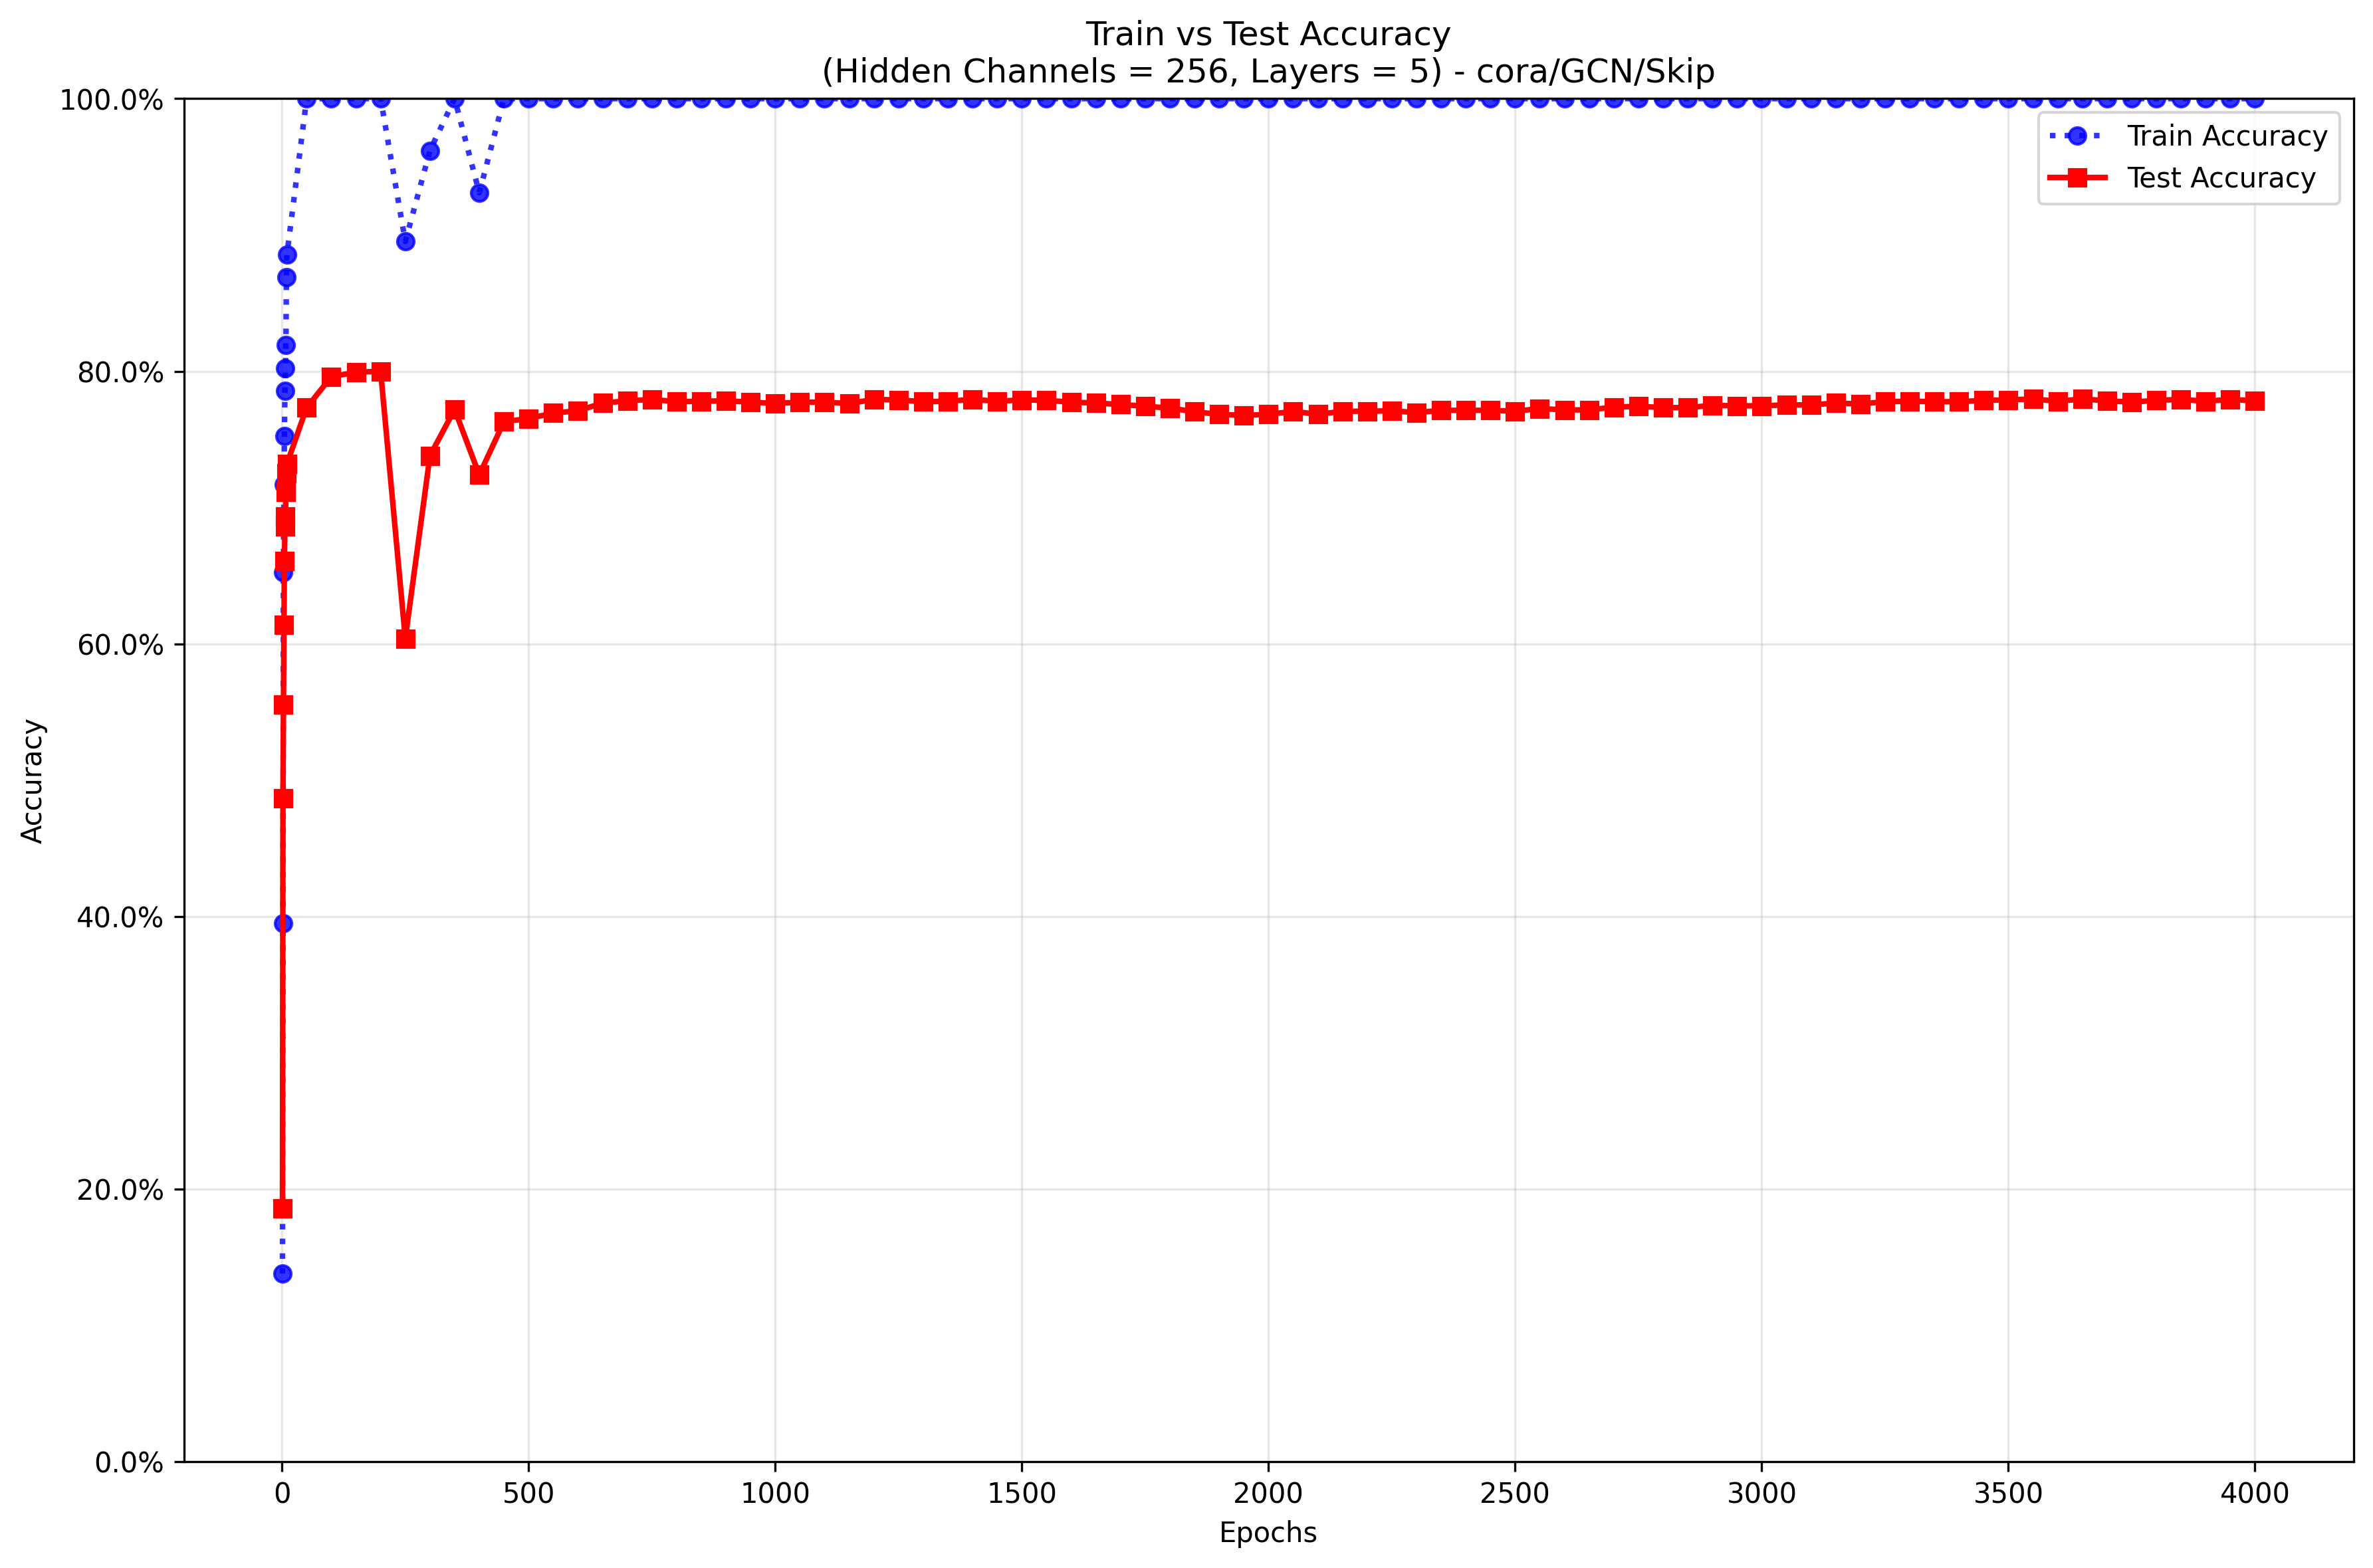 Train vs Test Accuracy
(Hidden Channels = 256, Layers = 5) - cora/GCN/Skip
100.0%
80.0%
60.0%
40.0%
20.0%
0.0%
Accuracy
Train Accuracy
Test Accuracy
0 500 1000 1500 2000 2500 3000 3500 4000
Epochs